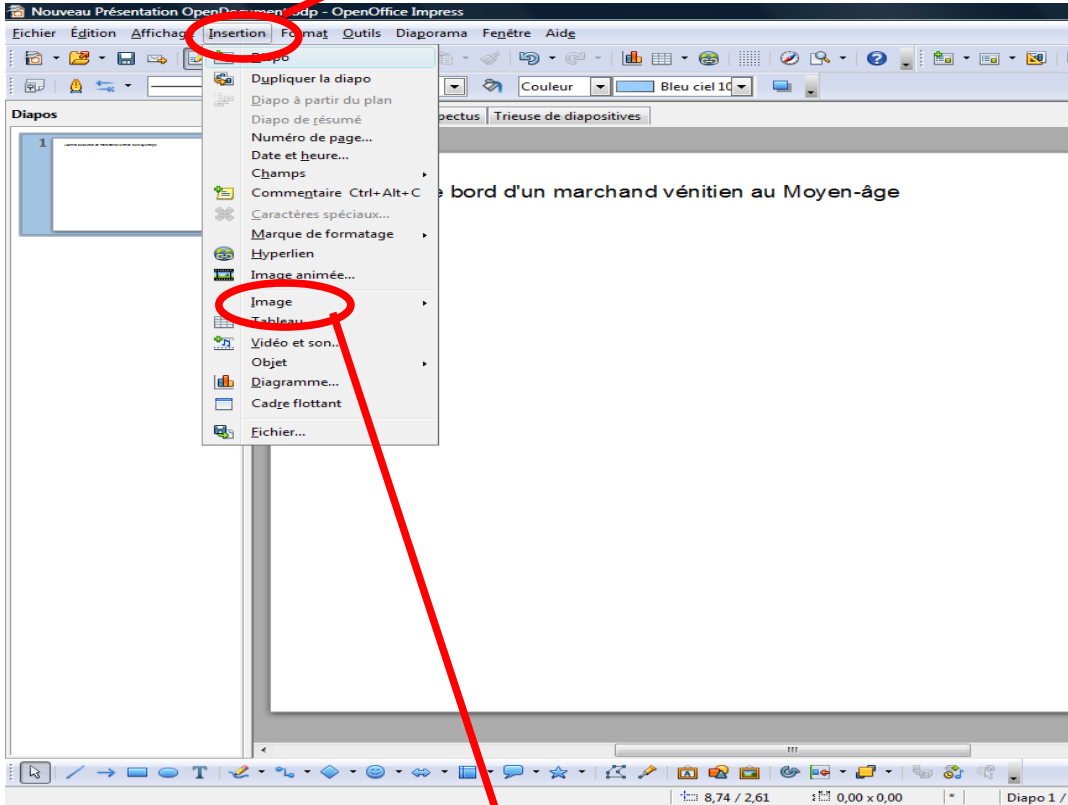 Nouveau Présentation OpenDocument.odp - OpenOffice Impress
Fichier Édition Affichage Insertion Format Outils Diaporama Fenêtre Aide
Diapo
Dupliquer la diapo
Couleur Bleu ciel 10
Diapo à partir du plan
Diapos
Diapo de résumé
pectus Trieuse de diapositives
Numéro de page...
1
Date et heure...
Champs
Commentaire Ctrl+Alt+C
bord d'un marchand vénitien au Moyen-âge
Caractères spéciaux...
Marque de formatage
Hyperlien
Image animée...
Image
Tableau
Vidéo et son...
Objet
Diagramme...
Cadre flottant
Fichier...
8,74 / 2,61 0,00 x 0,00 * Diapo 1 /